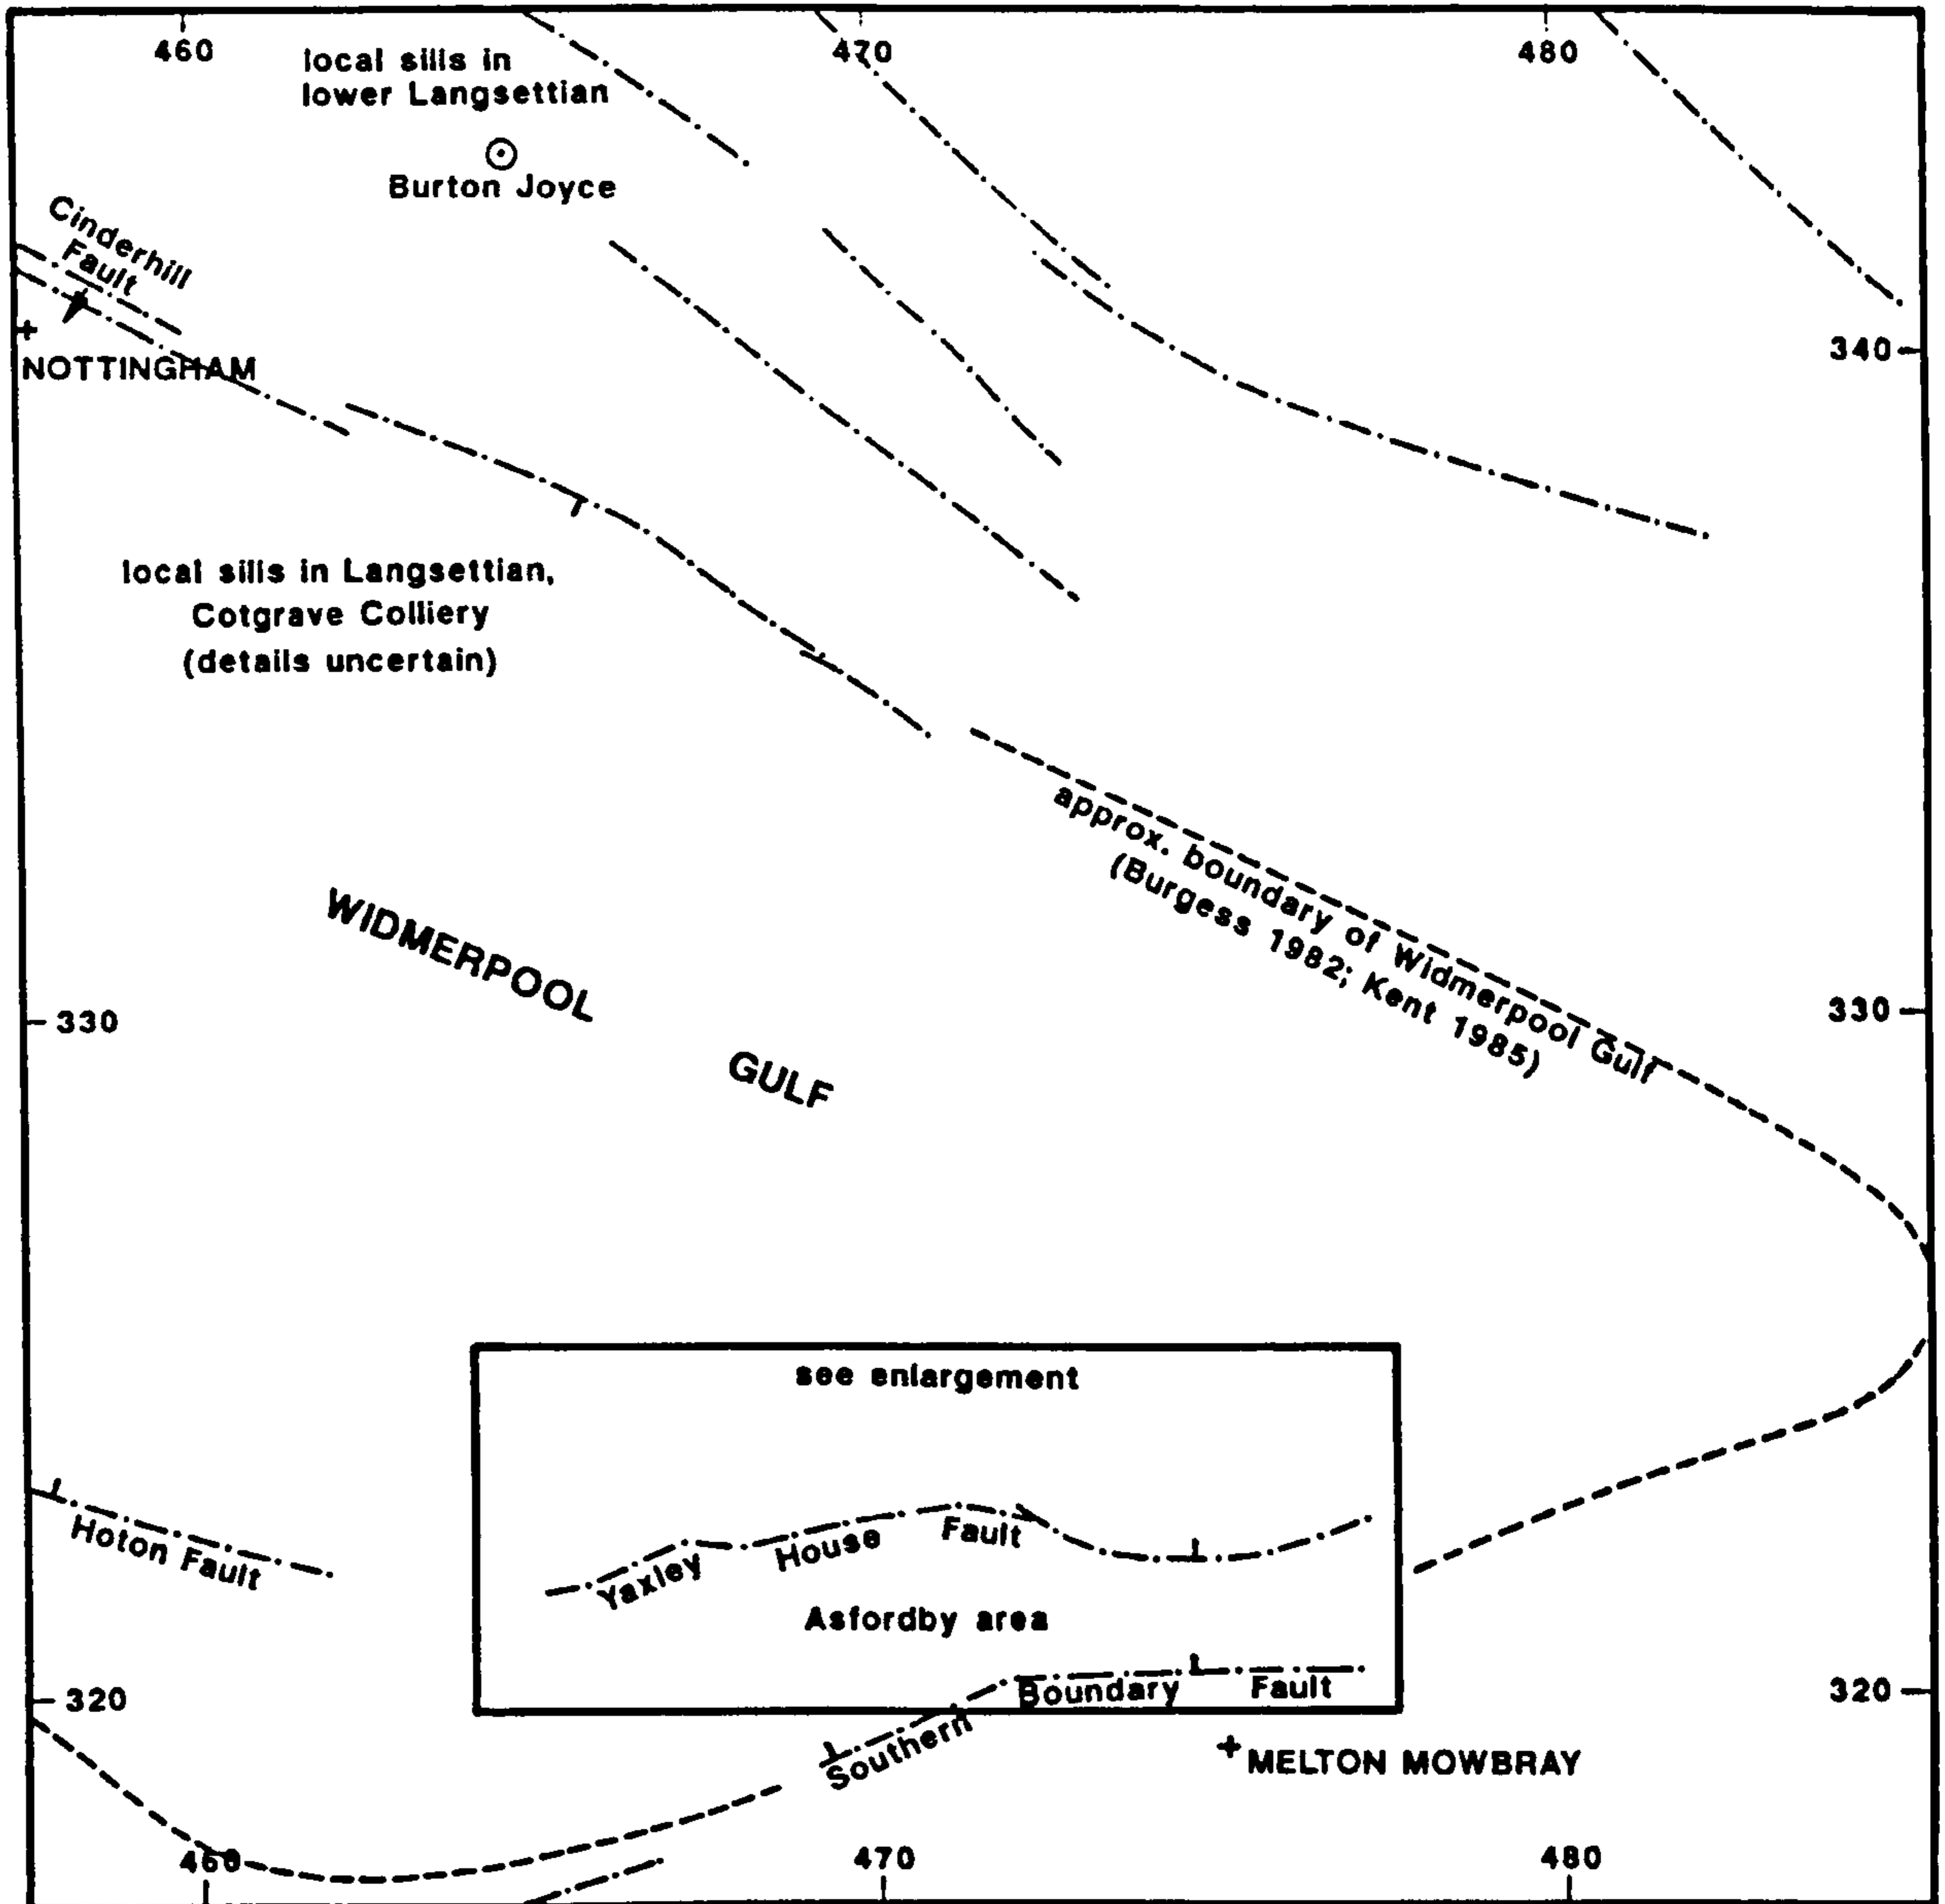 460
470
480
local sills in
lower Langsettian
Burton Joyce
Cinderhill
Fault
NOTTINGHAM
340
local sills in Langsettian,
Cotgrave Colliery
(details uncertain)
approx. boundary of Widmerpool Gulf
(Burgess 1982; Kent 1985)
WIDMERPOOL
GULF
330
330
see enlargement
Hoton Fault
Yaxley House Fault
Asfordby area
Southern Boundary Fault
320
320
MELTON MOWBRAY
460
470
480